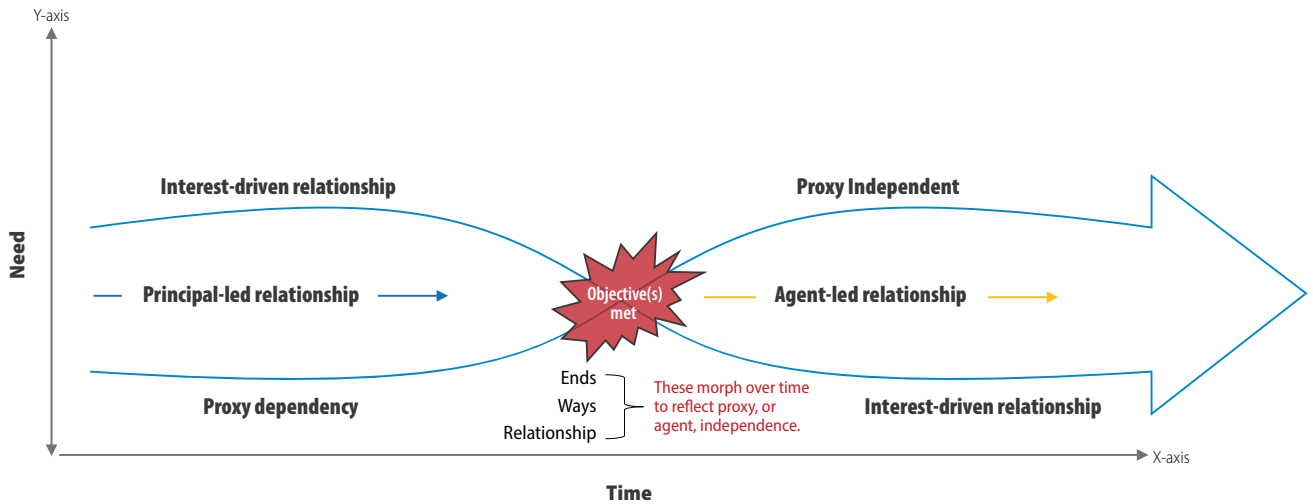 Y-axis
Interest-driven relationship
Proxy Independent
Need
Principal-led relationship
Objective(s)
met
Agent-led relationship
Proxy dependency
Interest-driven relationship
Ends
Ways
Relationship
These morph over time
to reflect proxy, or
agent, independence.
X-axis
Time